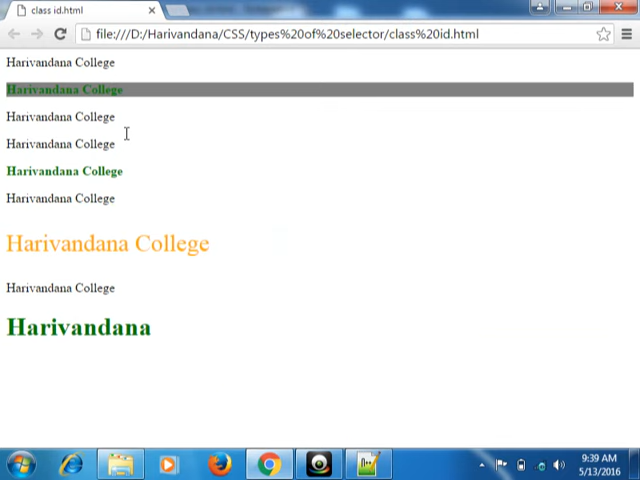 class id.html
file:///D:/Harivandana/CSS/types%20of%20selector/class%20id.html
Harivandana College
Harivandana College
Harivandana College
Harivandana College
Harivandana College
Harivandana College
Harivandana College
Harivandana College
Harivandana
9:39 AM
5/13/2016